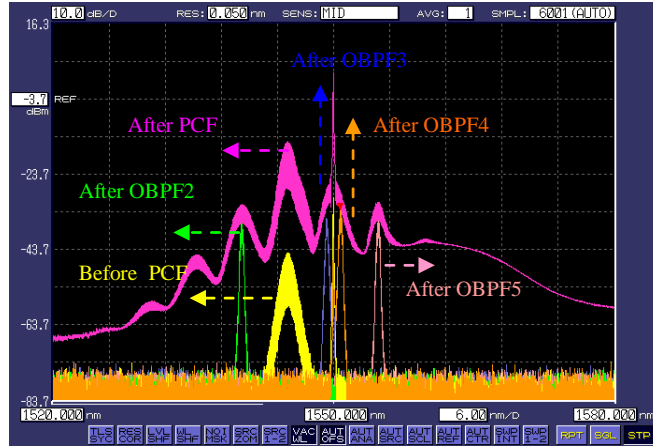 10.0 dB/D RES: 0.050 nm SENS: MID AVG: 1 SMPL: 6001(AUTO)
16.3
After OBPF3
-3.7 REF
dBm
After PCF
After OBPF4
-23.7
After OBPF2
-43.7
Before PCF
After OBPF5
-63.7
-83.7
1520.000 nm 1550.000 nm 6.00 nm/D 1580.000 nm
TLS SYC RES COR LVL SHF WL SHF NOI MSK SRC ZOM SRC 1-2 VAC WL AUT OFS AUT ANA AUT SRC AUT SCL AUT REF AUT CTR SWP INT SWP 1-2 RPT SGL STP